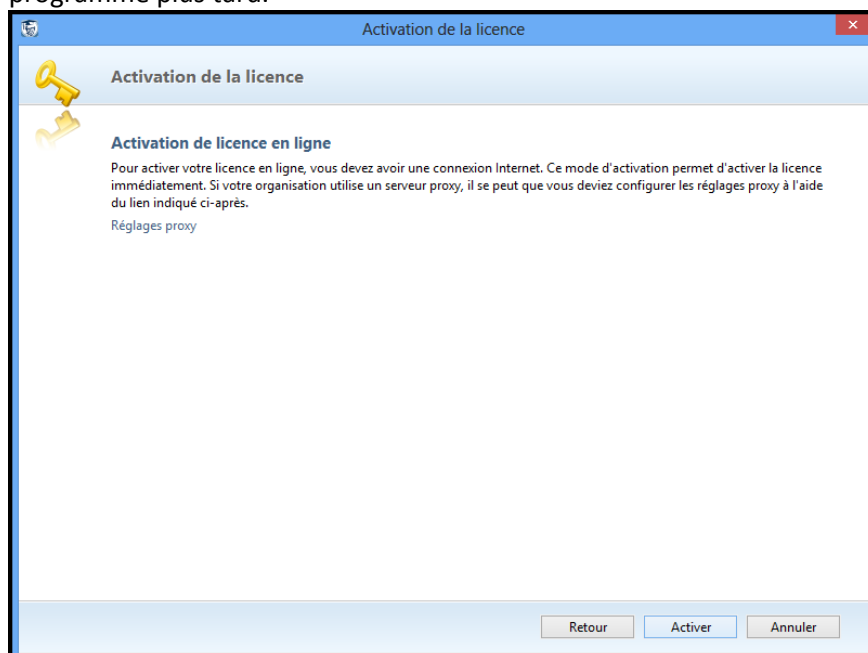 programme plus tard.
Activation de la licence
Activation de la licence
Activation de licence en ligne
Pour activer votre licence en ligne, vous devez avoir une connexion Internet. Ce mode d'activation permet d'activer la licence
immédiatement. Si votre organisation utilise un serveur proxy, il se peut que vous deviez configurer les réglages proxy à l'aide
du lien indiqué ci-après.
Réglages proxy
Retour Activer Annuler